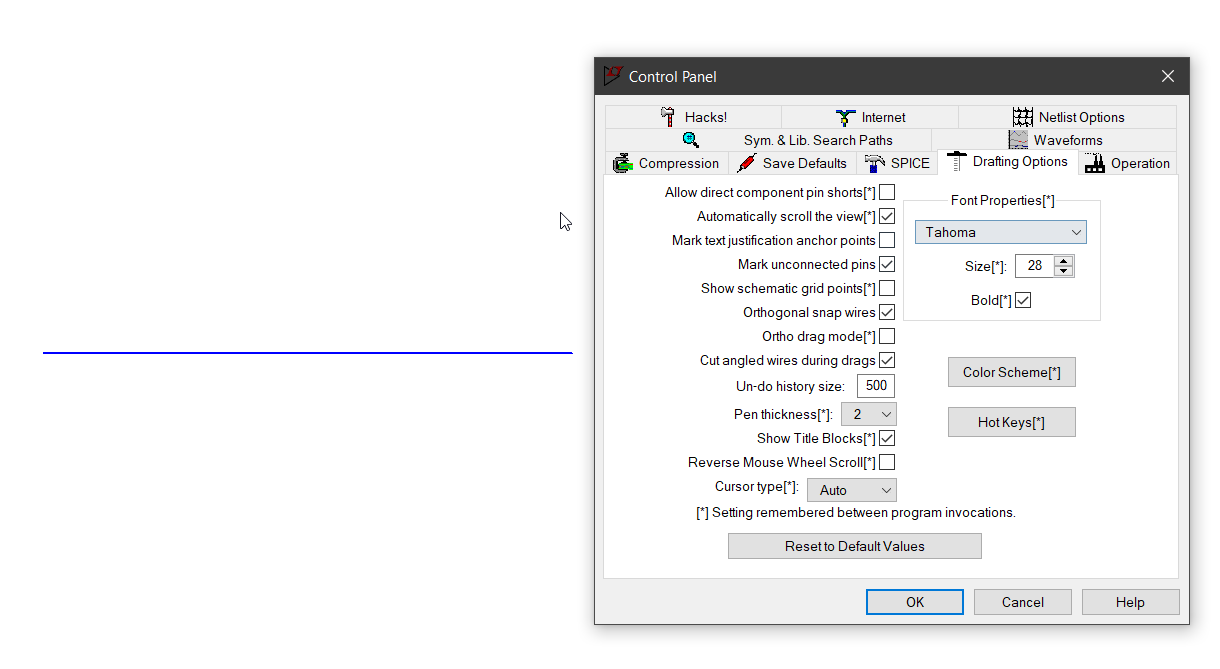 Control Panel
Hacks!
Internet
Netlist Options
Sym. & Lib. Search Paths
Waveforms
Compression
Save Defaults
SPICE
Drafting Options
Operation
Allow direct component pin shorts[*]
Automatically scroll the view[*]
Mark text justification anchor points
Mark unconnected pins
Show schematic grid points[*]
Orthogonal snap wires
Ortho drag mode[*]
Cut angled wires during drags
Un-do history size: 500
Pen thickness[*]: 2
Show Title Blocks[*]
Reverse Mouse Wheel Scroll[*]
Cursor type[*]: Auto
Font Properties[*]
Tahoma
Size[*]: 28
Bold[*]
Color Scheme[*]
Hot Keys[*]
[*] Setting remembered between program invocations.
Reset to Default Values
OK
Cancel
Help